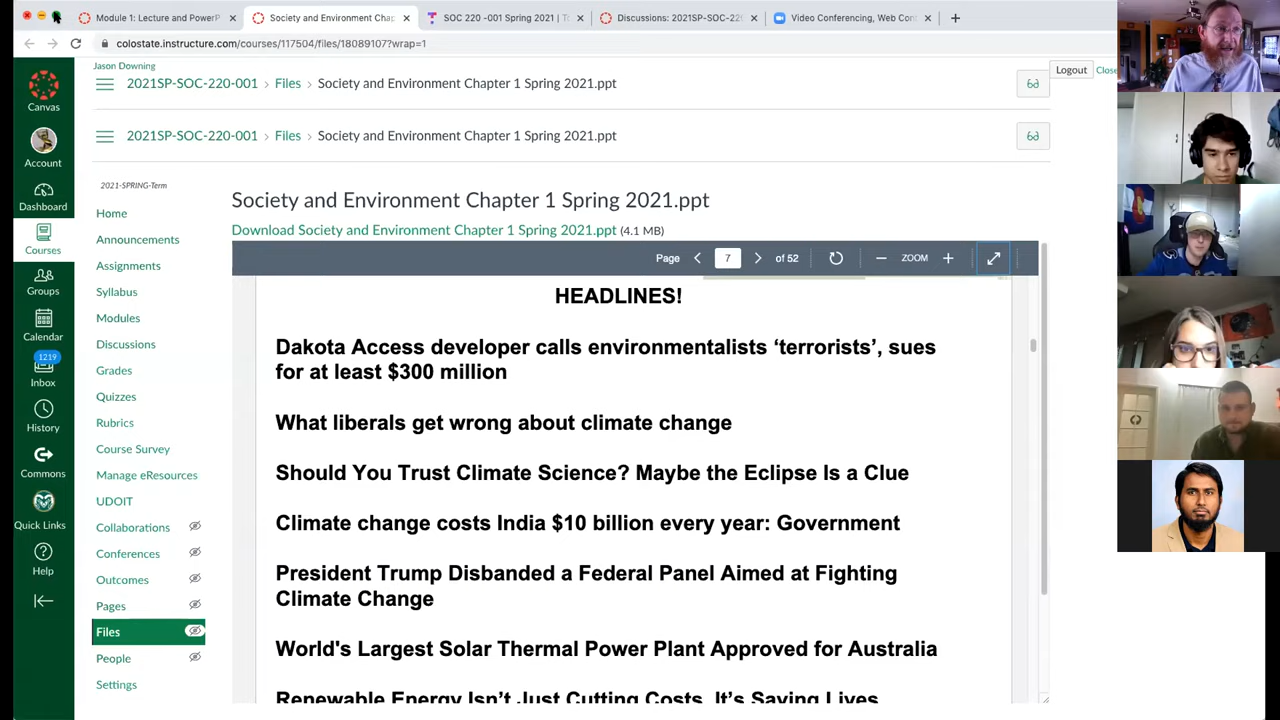 Module 1: Lecture and PowerP
Society and Environment Cha
SOC 220 -001 Spring 2021 | To
Discussions: 2021SP-SOC-22
Video Conferencing, Web Con
colostate.instructure.com/courses/117504/files/18089107?wrap=1
Jason Downing
Logout
Close
2021SP-SOC-220-001 › Files › Society and Environment Chapter 1 Spring 2021.ppt
2021SP-SOC-220-001 › Files › Society and Environment Chapter 1 Spring 2021.ppt
Canvas
Account
Dashboard
Courses
Groups
Calendar
1219
Inbox
History
Commons
Quick Links
Help
2021-SPRING-Term
Home
Announcements
Assignments
Syllabus
Modules
Discussions
Grades
Quizzes
Rubrics
Course Survey
Manage eResources
UDOIT
Collaborations
Conferences
Outcomes
Pages
Files
People
Settings
Society and Environment Chapter 1 Spring 2021.ppt
Download Society and Environment Chapter 1 Spring 2021.ppt (4.1 MB)
Page 7 of 52 ZOOM
HEADLINES!
Dakota Access developer calls environmentalists ‘terrorists’, sues
for at least $300 million
What liberals get wrong about climate change
Should You Trust Climate Science? Maybe the Eclipse Is a Clue
Climate change costs India $10 billion every year: Government
President Trump Disbanded a Federal Panel Aimed at Fighting
Climate Change
World's Largest Solar Thermal Power Plant Approved for Australia
Renewable Energy Isn’t Just Cutting Costs, It’s Saving Lives